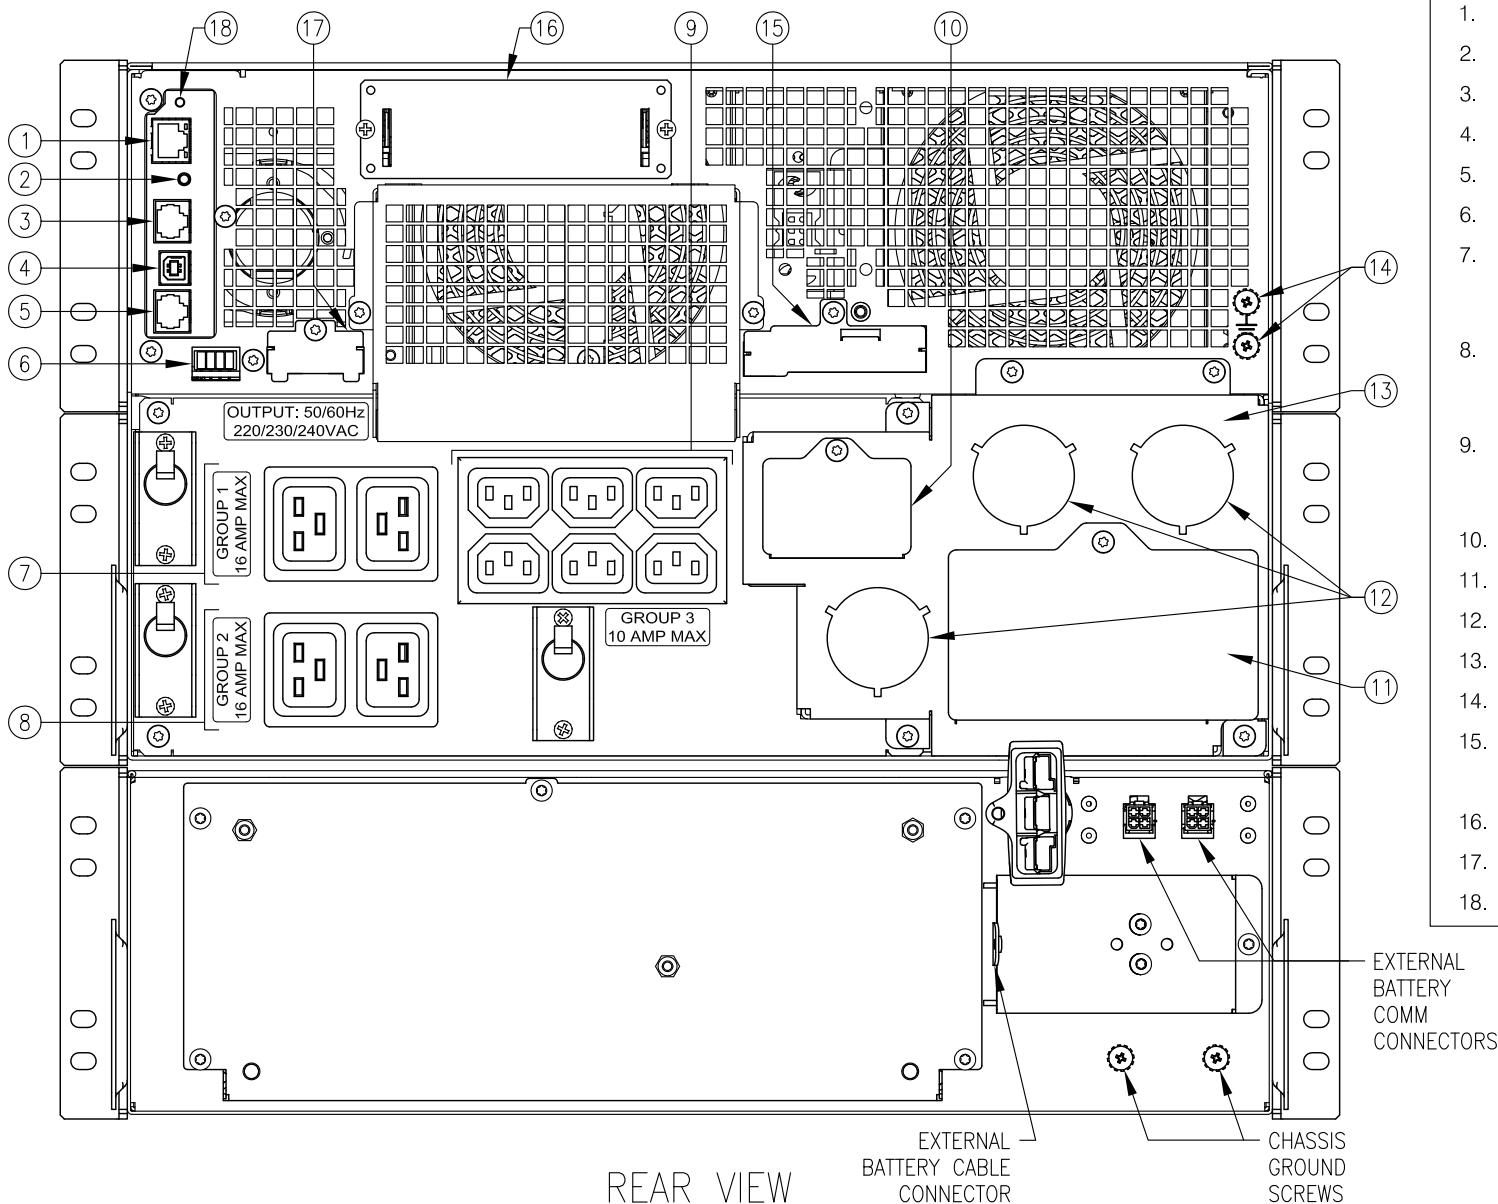 18
17
16
9
15
10
1
2
3
4
5
6
14
13
OUTPUT: 50/60Hz
220/230/240VAC
GROUP 1
16 AMP MAX
7
GROUP 2
16 AMP MAX
8
GROUP 3
10 AMP MAX
12
11
EXTERNAL
BATTERY
COMM
CONNECTORS
EXTERNAL
BATTERY CABLE
CONNECTOR
CHASSIS
GROUND
SCREWS
REAR VIEW
1.
2.
3.
4.
5.
6.
7.
8.
9.
10.
11.
12.
13.
14.
15.
16.
17.
18.